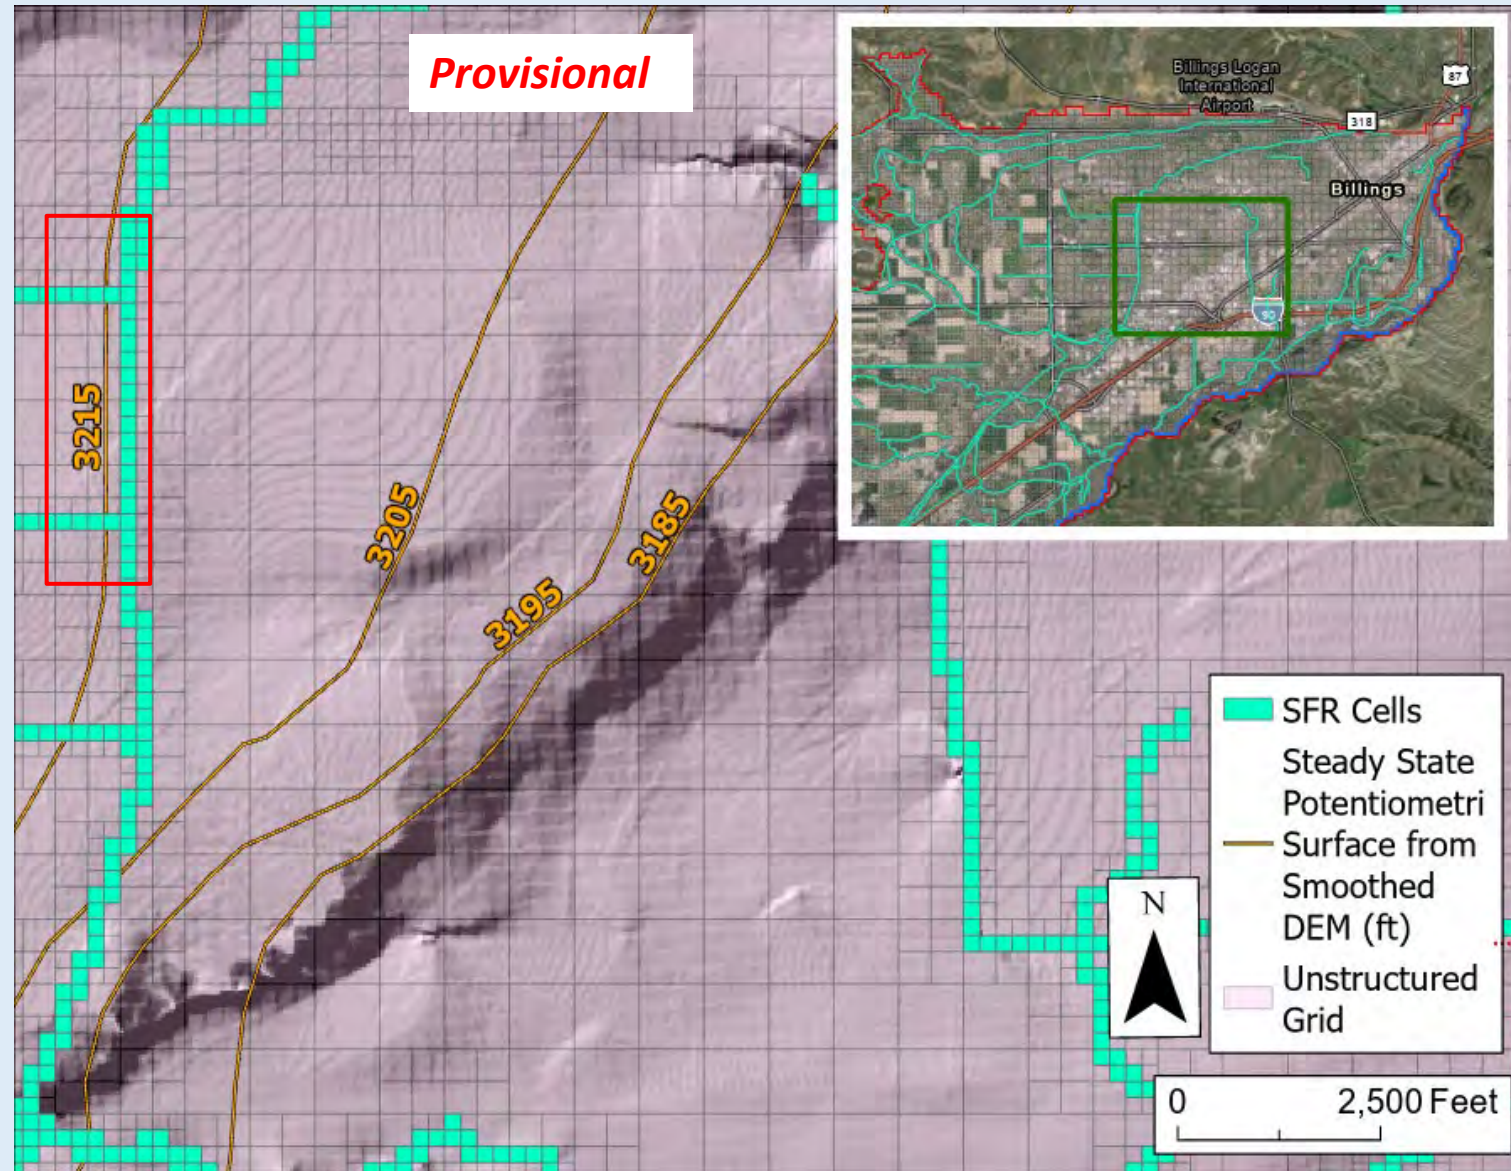 Provisional
Billings Logan
International
Airport
87
318
Billings
90
3215
3205
3195
3185
SFR Cells
Steady State
Potentiometri
Surface from
Smoothed
DEM (ft)
Unstructured
Grid
N
0 2,500 Feet